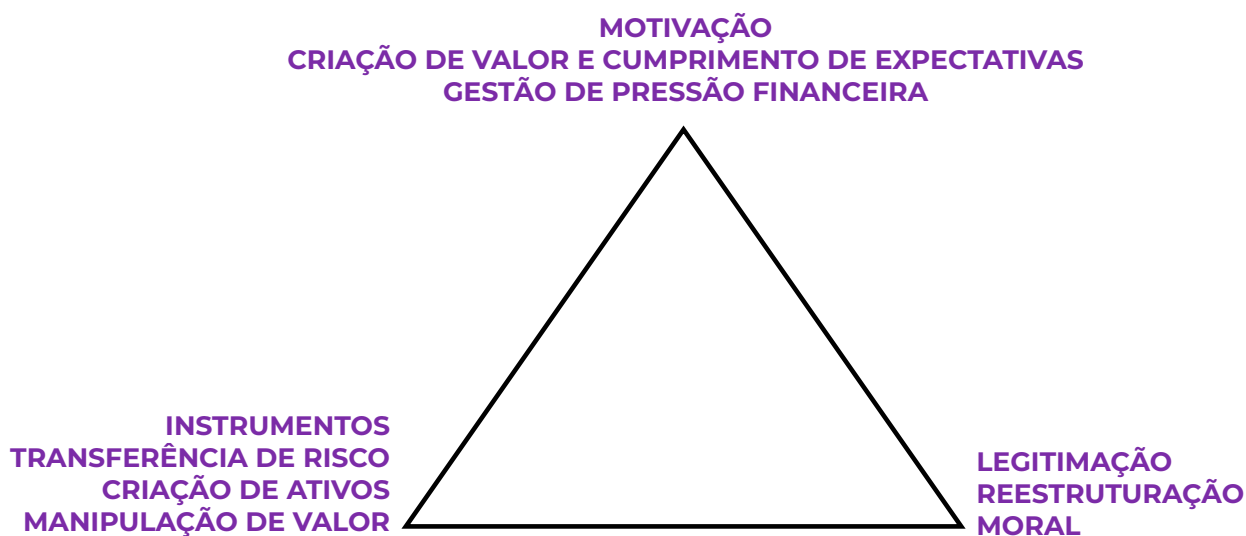 MOTIVAÇÃO
CRIAÇÃO DE VALOR E CUMPRIMENTO DE EXPECTATIVAS
GESTÃO DE PRESSÃO FINANCEIRA
INSTRUMENTOS
TRANSFERÊNCIA DE RISCO
CRIAÇÃO DE ATIVOS
MANIPULAÇÃO DE VALOR
LEGITIMAÇÃO
REESTRUTURAÇÃO
MORAL